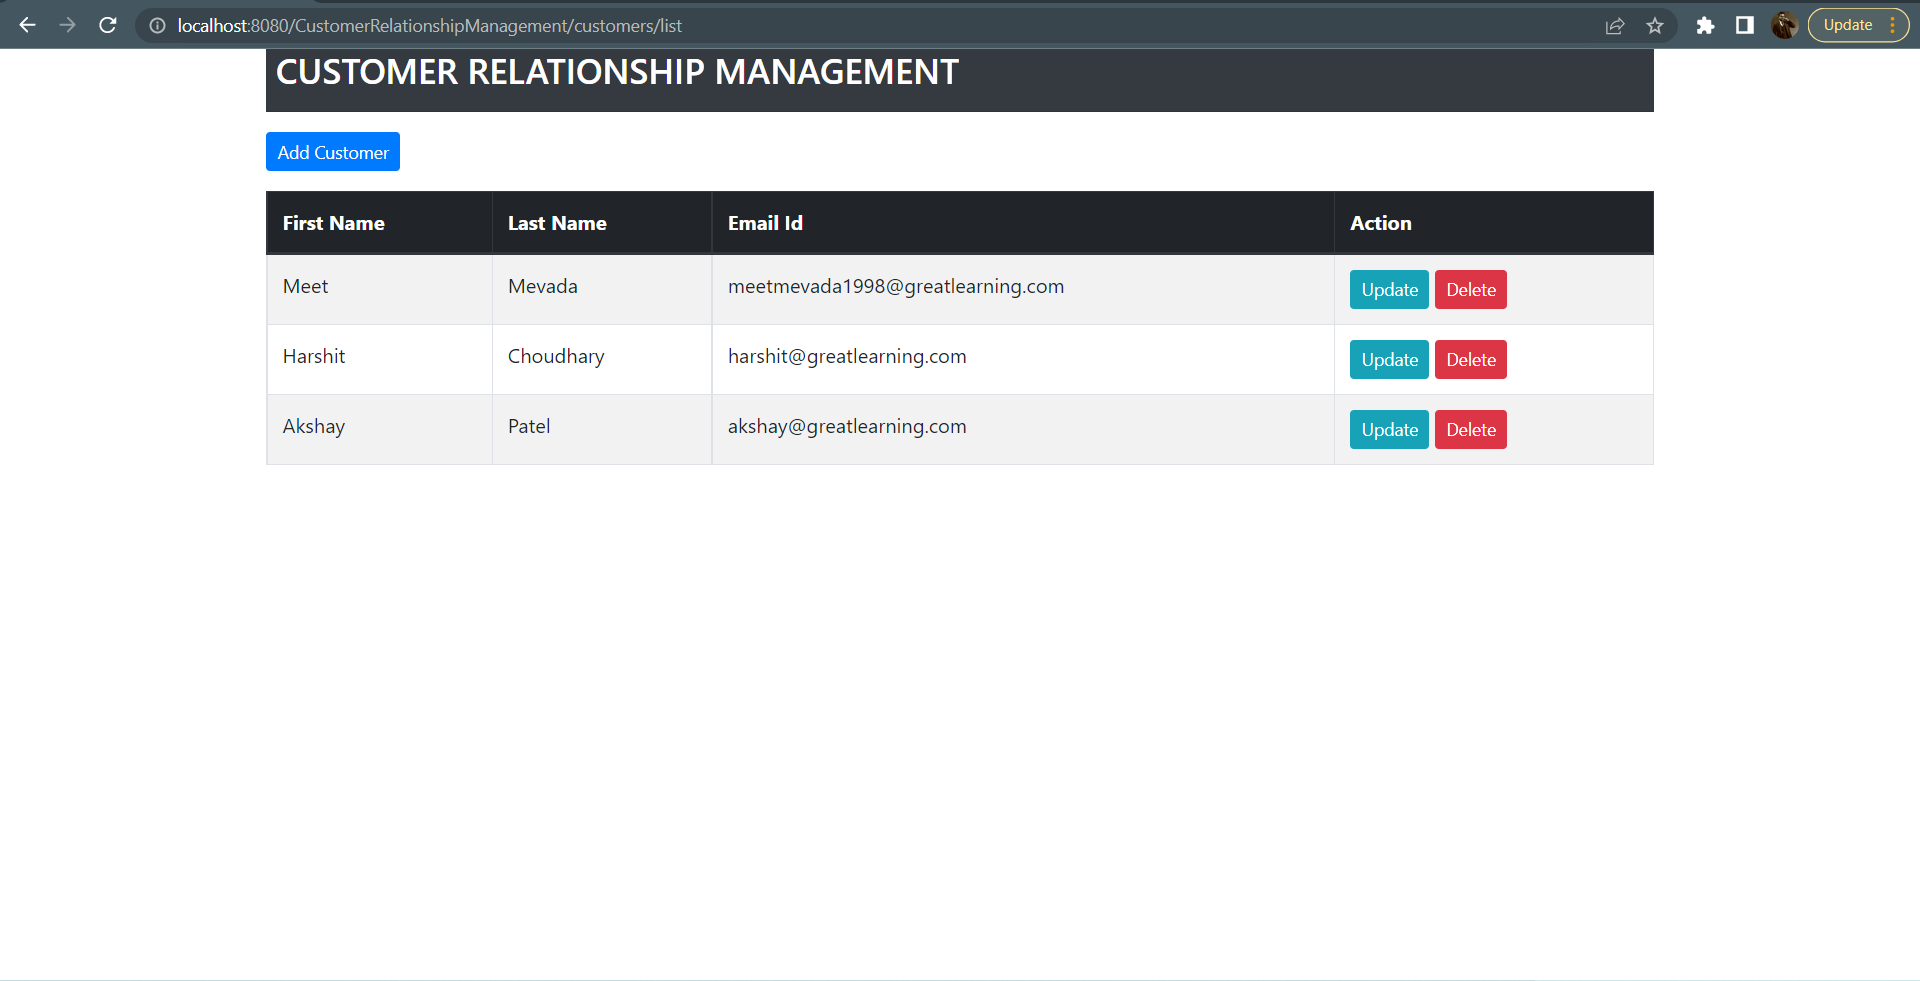 localhost:8080/CustomerRelationshipManagement/customers/list Update
CUSTOMER RELATIONSHIP MANAGEMENT
Add Customer
First Name Last Name Email Id Action
Meet Mevada meetmevada1998@greatlearning.com Update Delete
Harshit Choudhary harshit@greatlearning.com Update Delete
Akshay Patel akshay@greatlearning.com Update Delete